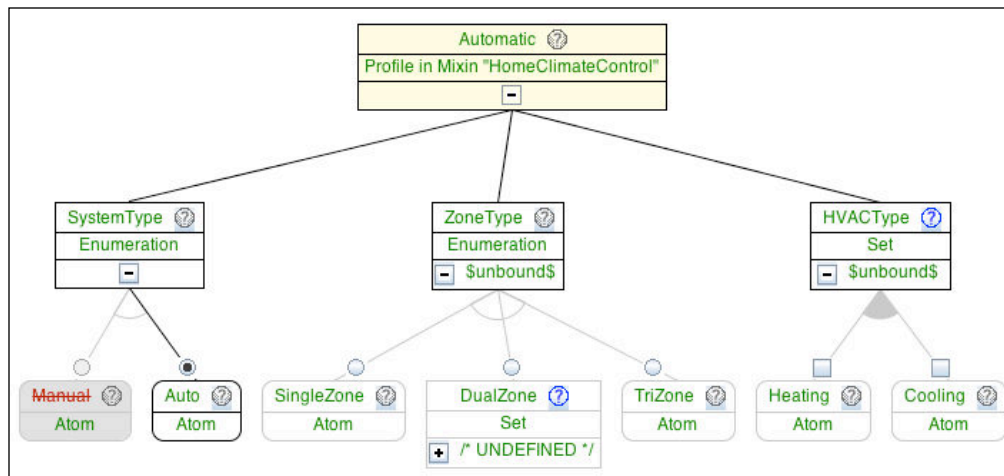 Automatic
Profile in Mixin "HomeClimateControl"
SystemType
Enumeration
ZoneType
Enumeration
$unbound$
HVACType
Set
$unbound$
Manual
Atom
Auto
Atom
SingleZone
Atom
DualZone
Set
/* UNDEFINED */
TriZone
Atom
Heating
Atom
Cooling
Atom